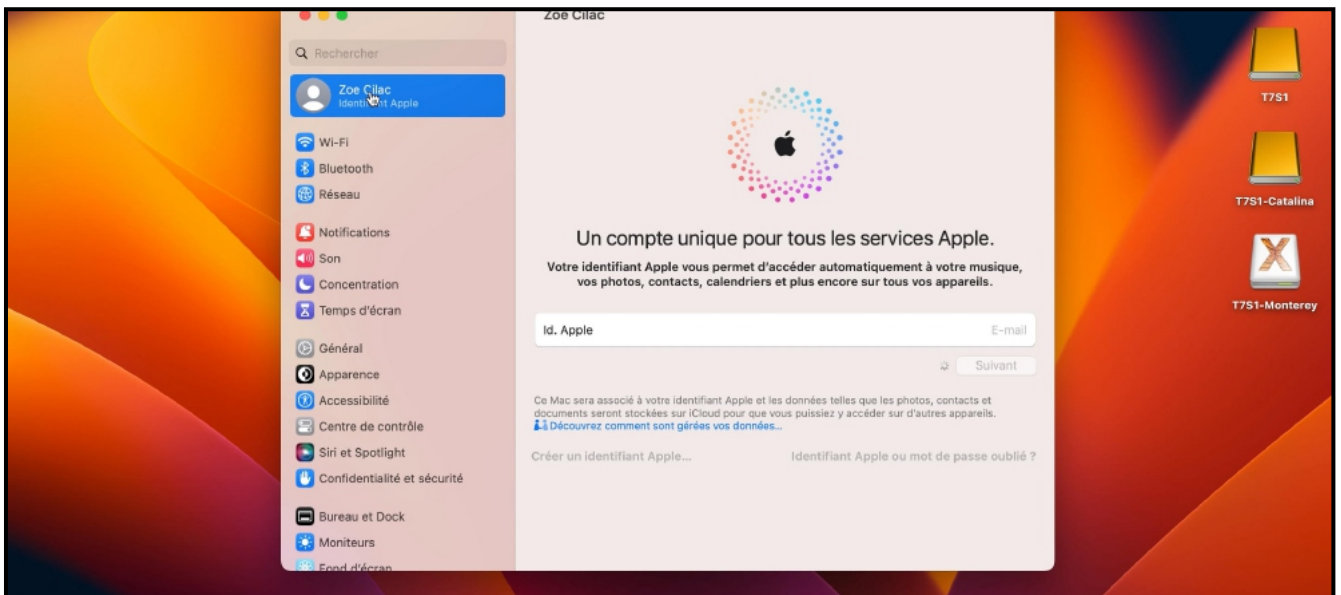 Zoe Cilac
Rechercher
Zoe Cilac
Identifiant Apple
Wi-Fi
Bluetooth
Réseau
Notifications
Son
Concentration
Temps d'écran
Général
Apparence
Accessibilité
Centre de contrôle
Siri et Spotlight
Confidentialité et sécurité
Bureau et Dock
Moniteurs
Fond d'écran
Un compte unique pour tous les services Apple.
Votre identifiant Apple vous permet d'accéder automatiquement à votre musique,
vos photos, contacts, calendriers et plus encore sur tous vos appareils.
Id. Apple E-mail
Suivant
Ce Mac sera associé à votre identifiant Apple et les données telles que les photos, contacts et
documents seront stockées sur iCloud pour que vous puissiez y accéder sur d'autres appareils.
Découvrez comment sont gérées vos données...
Créer un identifiant Apple... Identifiant Apple ou mot de passe oublié ?
T7S1
T7S1-Catalina
X
T7S1-Monterey